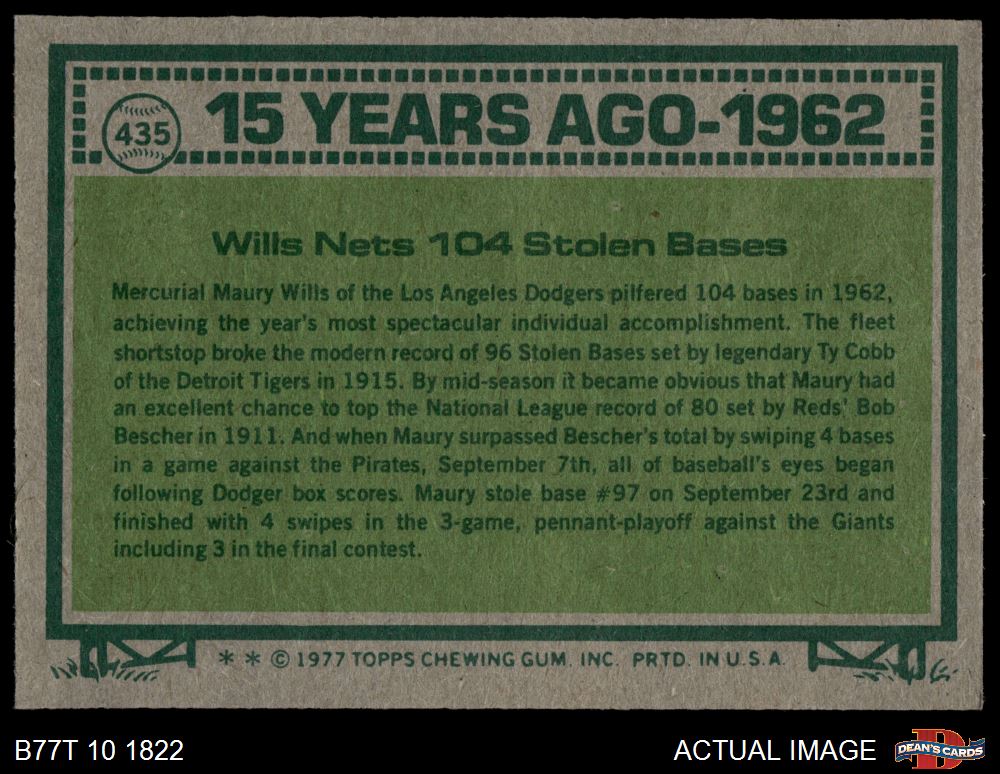 435
15 YEARS AGO-1962
Wills Nets 104 Stolen Bases
Mercurial Maury Wills of the Los Angeles Dodgers pilfered 104 bases in 1962,
achieving the year's most spectacular individual accomplishment. The fleet
shortstop broke the modern record of 96 Stolen Bases set by legendary Ty Cobb
of the Detroit Tigers in 1915. By mid-season it became obvious that Maury had
an excellent chance to top the National League record of 80 set by Reds' Bob
Bescher in 1911. And when Maury surpassed Bescher's total by swiping 4 bases
in a game against the Pirates, September 7th, all of baseball's eyes began
following Dodger box scores. Maury stole base #97 on September 23rd and
finished with 4 swipes in the 3-game, pennant-playoff against the Giants
including 3 in the final contest.
* * © 1977 TOPPS CHEWING GUM, INC. PRTD. IN U.S.A.
B77T 10 1822
ACTUAL IMAGE
D
DEAN'S CARDS